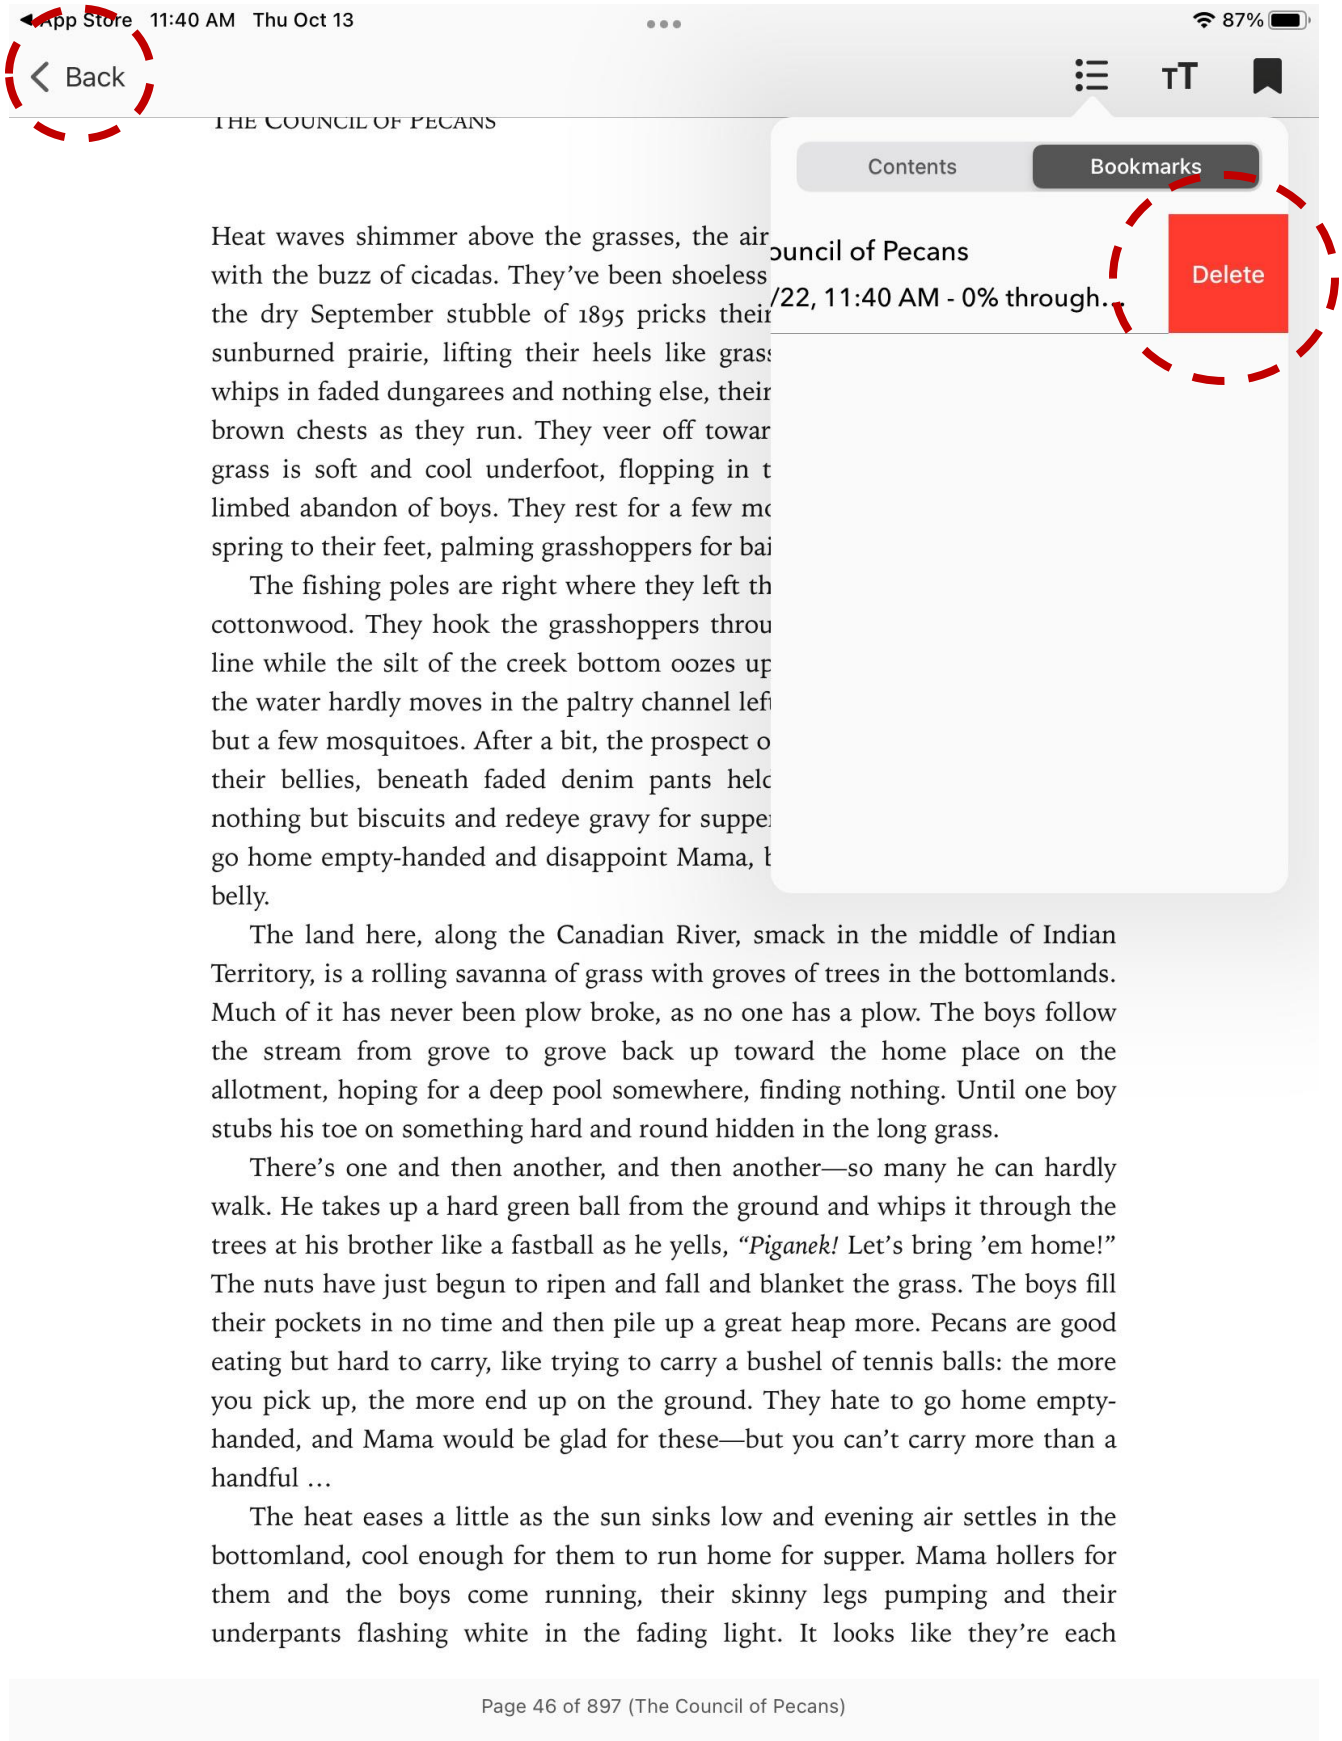 App Store 11:40 AM Thu Oct 13
87%
Back
TT
THE COUNCIL OF PECANS
Contents
Bookmarks
ouncil of Pecans
/22, 11:40 AM - 0% through...
Delete
Heat waves shimmer above the grasses, the air
with the buzz of cicadas. They’ve been shoeless
the dry September stubble of 1895 pricks their
sunburned prairie, lifting their heels like grass
whips in faded dungarees and nothing else, their
brown chests as they run. They veer off towar
grass is soft and cool underfoot, flopping in t
limbed abandon of boys. They rest for a few mo
spring to their feet, palming grasshoppers for bai
The fishing poles are right where they left th
cottonwood. They hook the grasshoppers throu
line while the silt of the creek bottom oozes up
the water hardly moves in the paltry channel left
but a few mosquitoes. After a bit, the prospect o
their bellies, beneath faded denim pants held
nothing but biscuits and redeye gravy for supper
go home empty-handed and disappoint Mama, b
belly.
The land here, along the Canadian River, smack in the middle of Indian
Territory, is a rolling savanna of grass with groves of trees in the bottomlands.
Much of it has never been plow broke, as no one has a plow. The boys follow
the stream from grove to grove back up toward the home place on the
allotment, hoping for a deep pool somewhere, finding nothing. Until one boy
stubs his toe on something hard and round hidden in the long grass.
There’s one and then another, and then another—so many he can hardly
walk. He takes up a hard green ball from the ground and whips it through the
trees at his brother like a fastball as he yells, “Piganek! Let’s bring ’em home!”
The nuts have just begun to ripen and fall and blanket the grass. The boys fill
their pockets in no time and then pile up a great heap more. Pecans are good
eating but hard to carry, like trying to carry a bushel of tennis balls: the more
you pick up, the more end up on the ground. They hate to go home empty-
handed, and Mama would be glad for these—but you can’t carry more than a
handful …
The heat eases a little as the sun sinks low and evening air settles in the
bottomland, cool enough for them to run home for supper. Mama hollers for
them and the boys come running, their skinny legs pumping and their
underpants flashing white in the fading light. It looks like they’re each
Page 46 of 897 (The Council of Pecans)